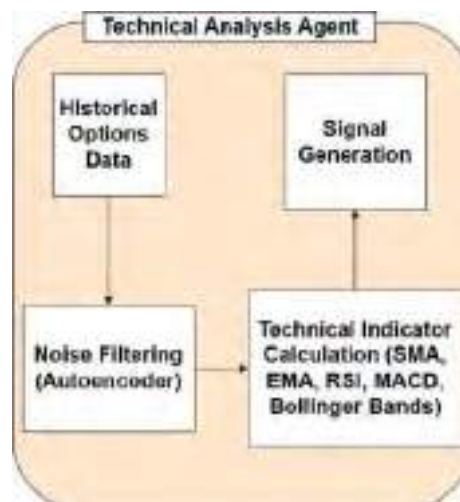 Technical Analysis Agent
Historical
Options
Data
Signal
Generation
Noise Filtering
(Autoencoder)
Technical Indicator
Calculation (SMA,
EMA, RSI, MACD,
Bollinger Bands)